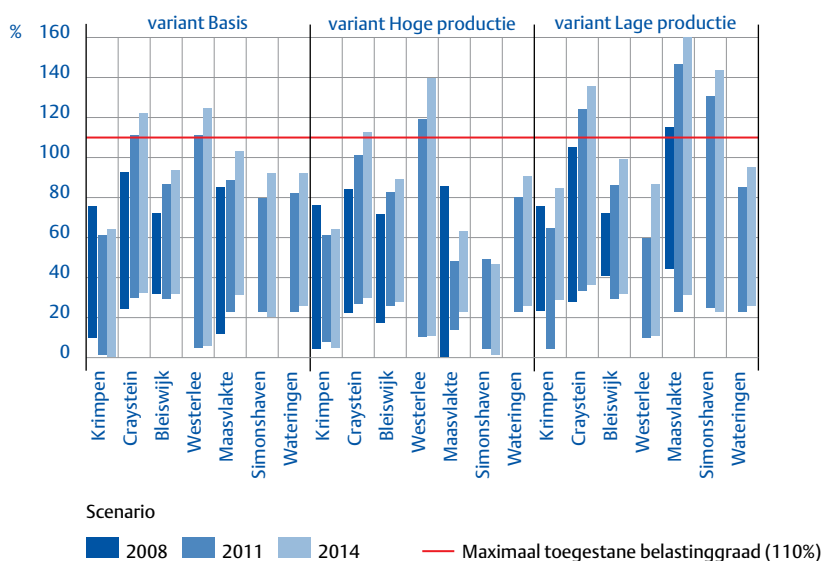 % variant Basis variant Hoge productie variant Lage productie
160
140
120
100
80
60
40
20
0
Krimpen Craystein Bleiswijk Westerlee Maasvlakte Simonshaven Wateringen Krimpen Craystein Bleiswijk Westerlee Maasvlakte Simonshaven Wateringen Krimpen Craystein Bleiswijk Westerlee Maasvlakte Simonshaven Wateringen
Scenario
2008 2011 2014 Maximaal toegestane belastinggraad (110%)